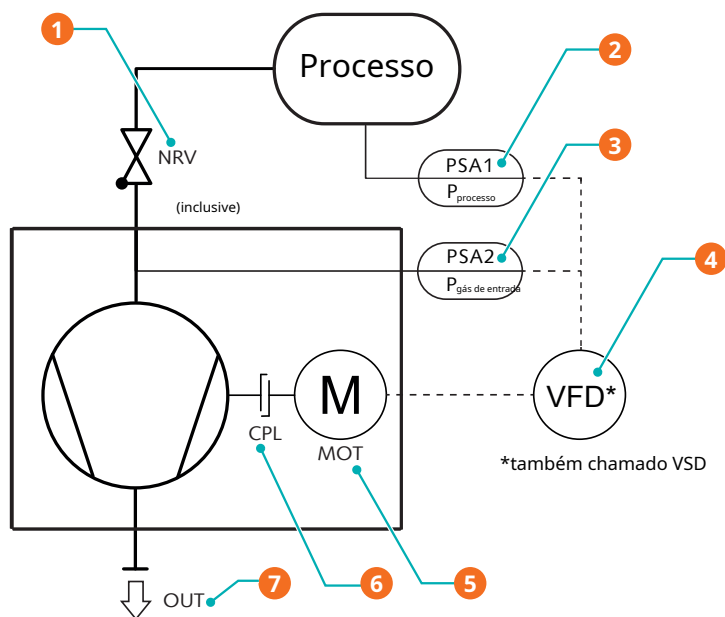 1
Processo
2
3
NRV
PSA1
P processo
(inclusive)
PSA2
P gás de entrada
4
M
VFD*
CPL
MOT
*também chamado VSD
7
6
5
OUT